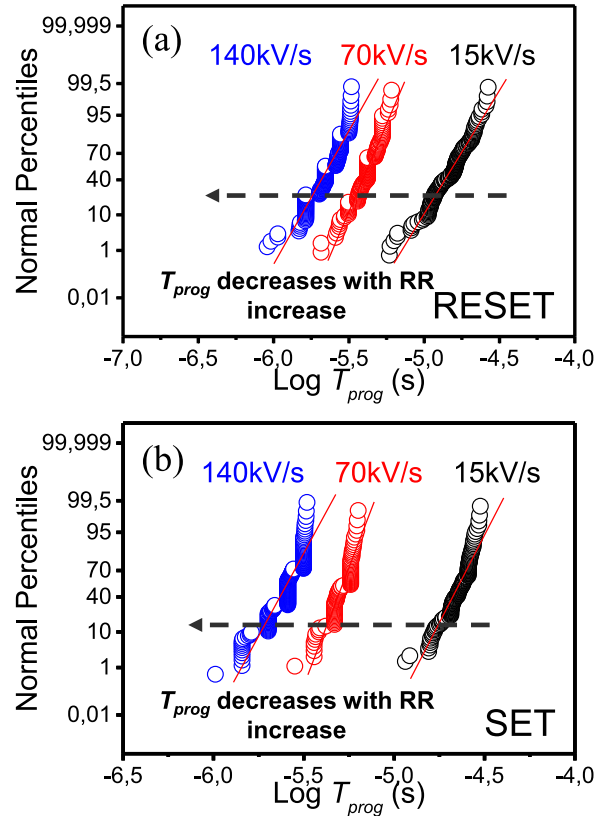 99,999
(a)
140kV/s 70kV/s 15kV/s
99,5
95
70
40
10
1
0,01
Normal Percentiles
T_prog decreases with RR
increase
RESET
-7,0 -6,0 -5,5 -5,0 -4,5 -4,0
Log T_prog (s)
99,999
(b)
140kV/s 70kV/s 15kV/s
99,5
95
70
40
10
1
0,01
Normal Percentiles
T_prog decreases with RR
increase
SET
-6,5 -6,0 -5,5 -5,0 -4,5 -4,0
Log T_prog (s)